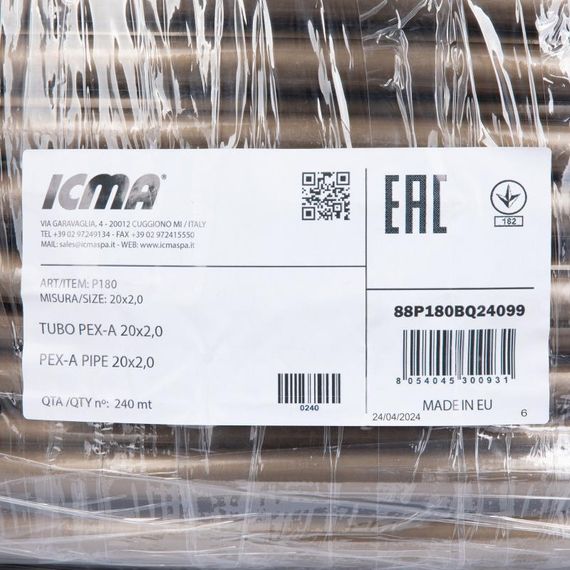 ICMA®
VIA GARAVAGLIA, 4 - 20012 CUGGIONO MI / ITALY
TEL +39 02 97249134 - FAX +39 02 972415550
MAIL: sales@icmaspa.it - WEB: www.icmaspa.it
ART/ITEM: P180
MISURA/SIZE: 20x2,0
TUBO PEX-A 20x2,0
PEX-A PIPE 20x2,0
QTA /QTY nº: 240 mt
0240
EAC
182
88P180BQ24099
8 054045 300931
MADE IN EU
24/04/2024
6